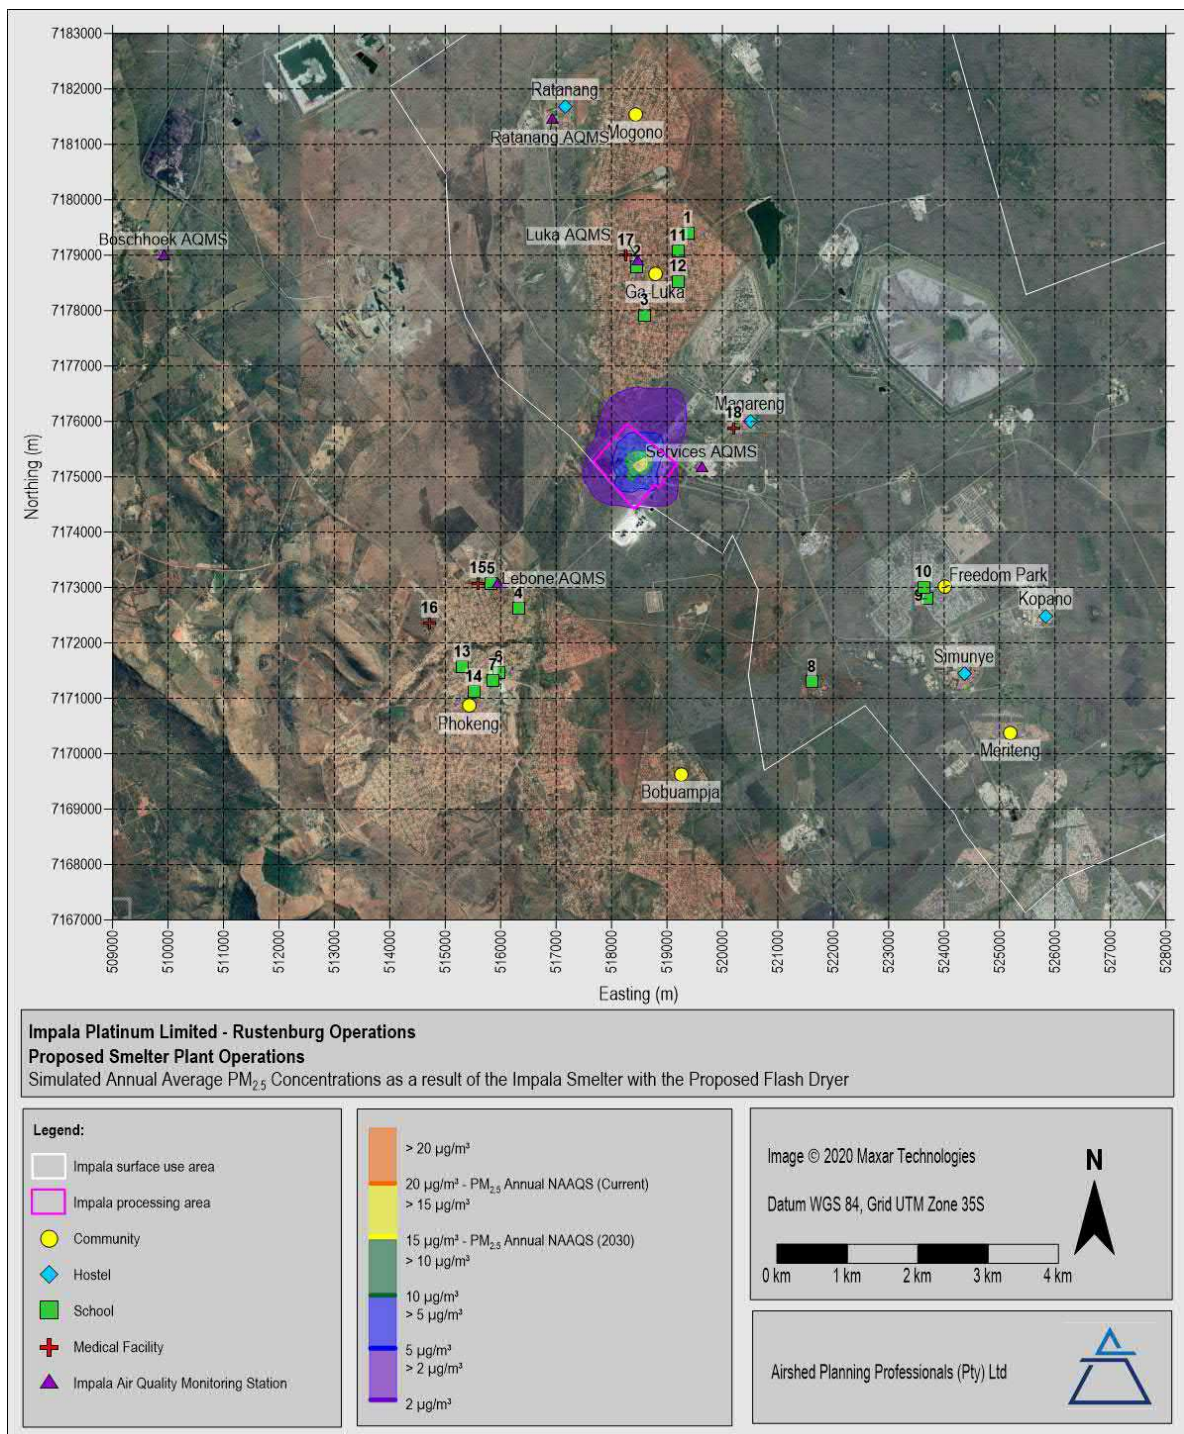 7183000
7182000
7181000
7180000
7179000
7178000
7177000
7176000
7175000
7174000
7173000
7172000
7171000
7170000
7169000
7168000
7167000
Northing (m)
Ratanang
Ratanang AQMS
Mogono
Boschhoek AQMS
Luka AQMS
1
17
11
2
12
Ga Luka
3
Magareng
18
Services AQMS
155
Lebone AQMS
4
16
10
Freedom Park
9
Kopano
13
6
7
14
Phokeng
8
Simunye
Meriteng
Bobuampja
509000
510000
511000
512000
513000
514000
515000
516000
517000
518000
519000
520000
521000
522000
523000
524000
525000
526000
527000
528000
Easting (m)
Impala Platinum Limited - Rustenburg Operations
Proposed Smelter Plant Operations
Simulated Annual Average PM2.5 Concentrations as a result of the Impala Smelter with the Proposed Flash Dryer
Legend:
Impala surface use area
Impala processing area
Community
Hostel
School
Medical Facility
Impala Air Quality Monitoring Station
> 20 µg/m³
20 µg/m³ - PM2.5 Annual NAAQS (Current)
> 15 µg/m³
15 µg/m³ - PM2.5 Annual NAAQS (2030)
> 10 µg/m³
10 µg/m³
> 5 µg/m³
5 µg/m³
> 2 µg/m³
2 µg/m³
Image © 2020 Maxar Technologies
Datum WGS 84, Grid UTM Zone 35S
N
0 km 1 km 2 km 3 km 4 km
Airshed Planning Professionals (Pty) Ltd